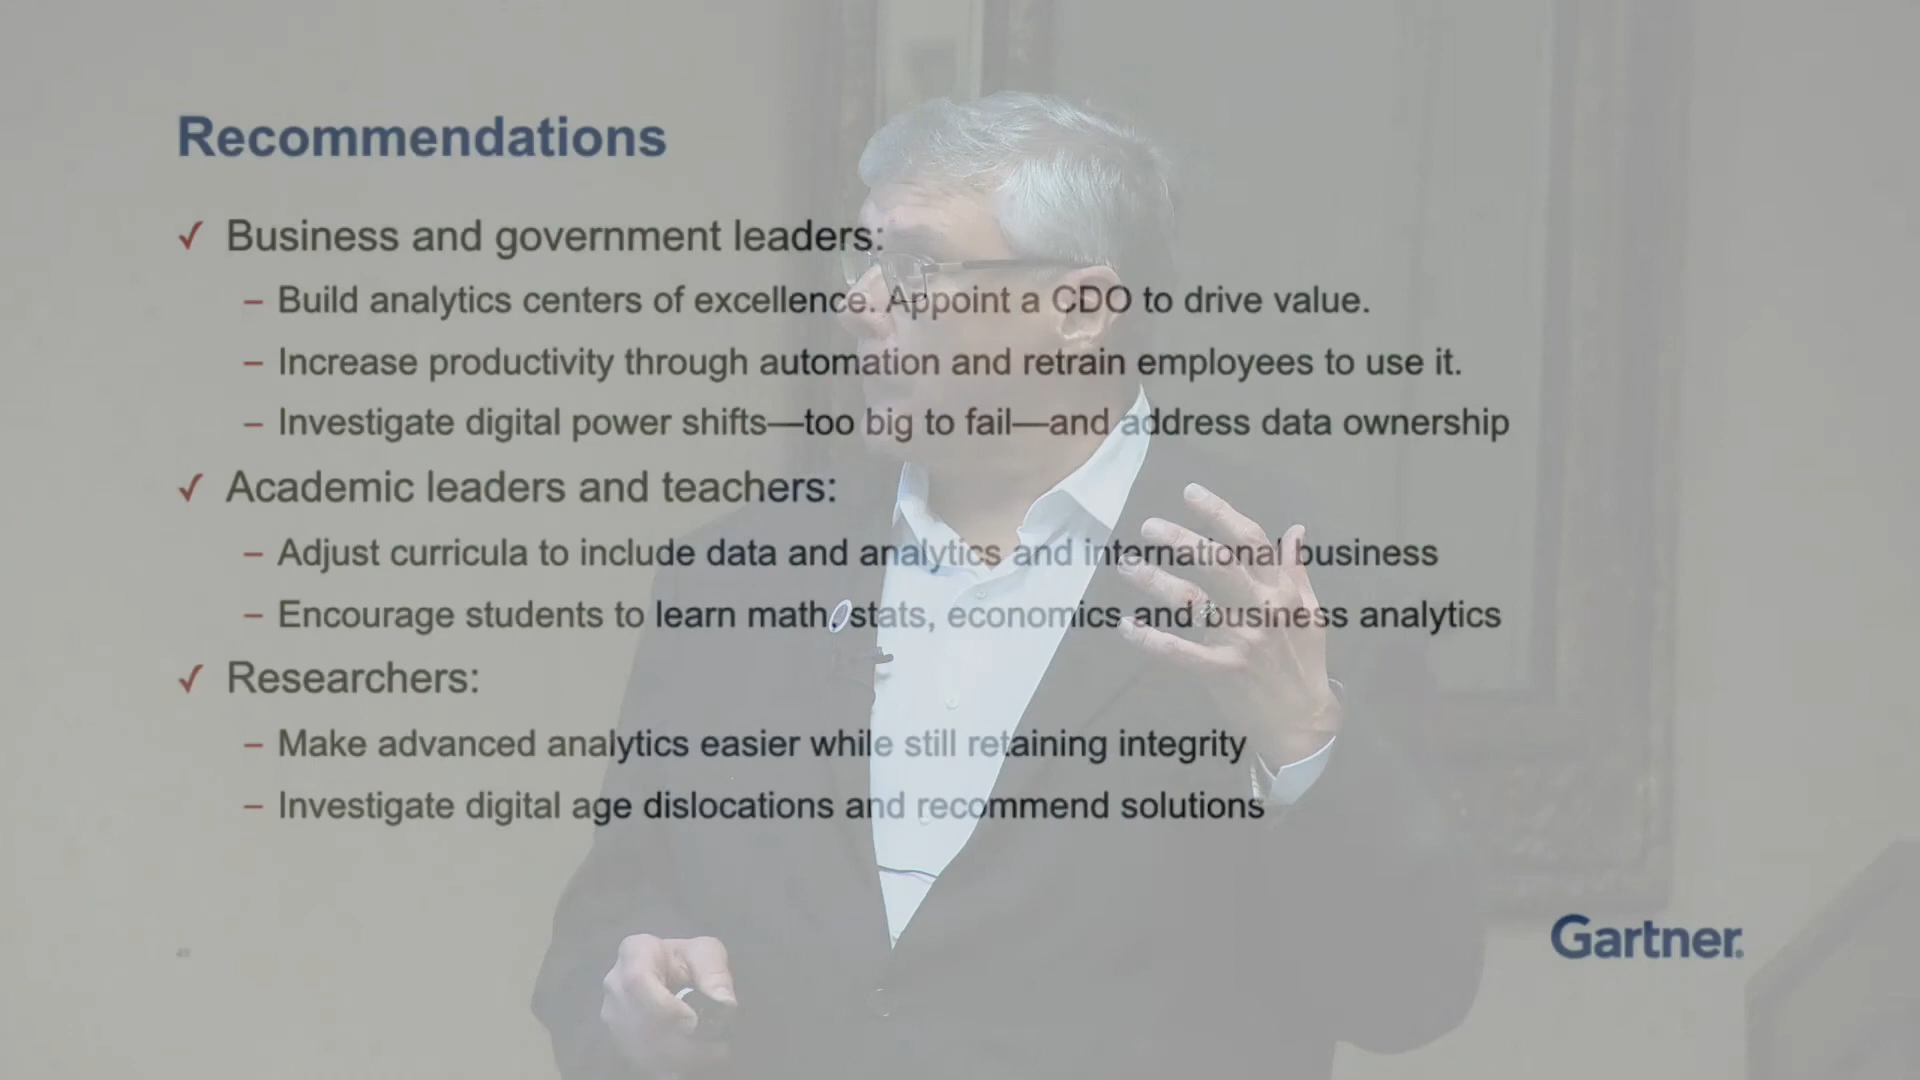 Recommendations
✓ Business and government leaders:
– Build analytics centers of excellence. Appoint a CDO to drive value.
– Increase productivity through automation and retrain employees to use it.
– Investigate digital power shifts—too big to fail—and address data ownership
✓ Academic leaders and teachers:
– Adjust curricula to include data and analytics and international business
– Encourage students to learn math, stats, economics and business analytics
✓ Researchers:
– Make advanced analytics easier while still retaining integrity
– Investigate digital age dislocations and recommend solutions
Gartner.